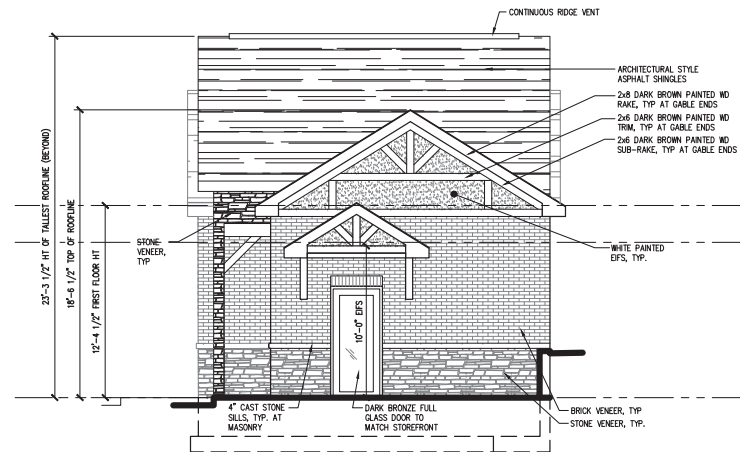 CONTINUOUS RIDGE VENT
ARCHITECTURAL STYLE
ASPHALT SHINGLES
2x8 DARK BROWN PAINTED WD
RAKE, TYP AT GABLE ENDS
2x6 DARK BROWN PAINTED WD
TRIM, TYP AT GABLE ENDS
2x6 DARK BROWN PAINTED WD
SUB-RAKE, TYP AT GABLE ENDS
23'-3 1/2" HT OF TALLEST ROOFLINE (BEYOND)
18'-6 1/2" TOP OF ROOFLINE
12'-4 1/2" FIRST FLOOR HT
STONE
VENEER,
TYP
WHITE PAINTED
EIFS, TYP.
10'-0" EIFS
4" CAST STONE
SILLS, TYP. AT
MASONRY
DARK BRONZE FULL
GLASS DOOR TO
MATCH STOREFRONT
BRICK VENEER, TYP
STONE VENEER, TYP.